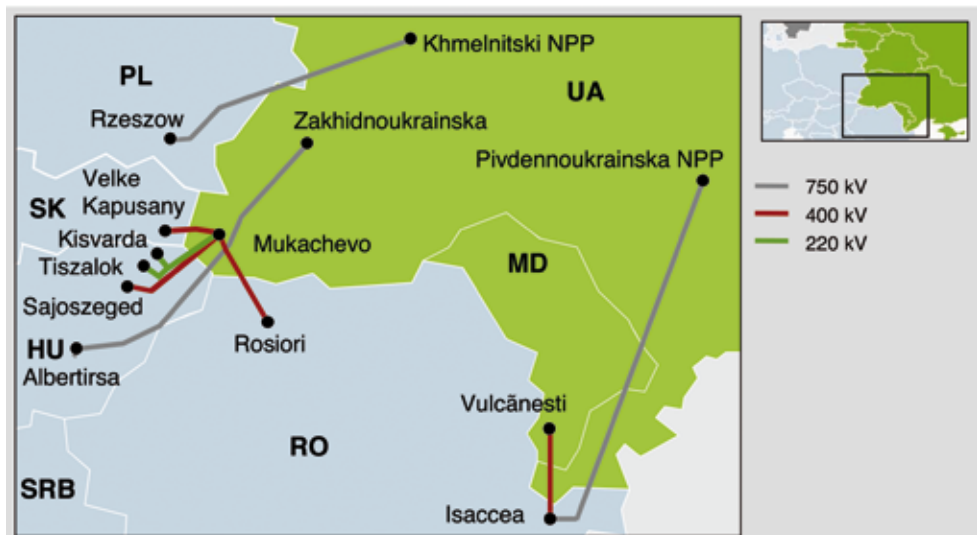 Khmelnitski NPP
PL
UA
Rzeszow
Zakhidnoukrainska
Pivdennoukrainska NPP
Velke
Kapusany
SK
Kisvarda
Mukachevo
Tiszalok
MD
Sajoszeged
Rosiori
HU
Albertirsa
Vulcãnesti
RO
SRB
Isaccea
750 kV
400 kV
220 kV